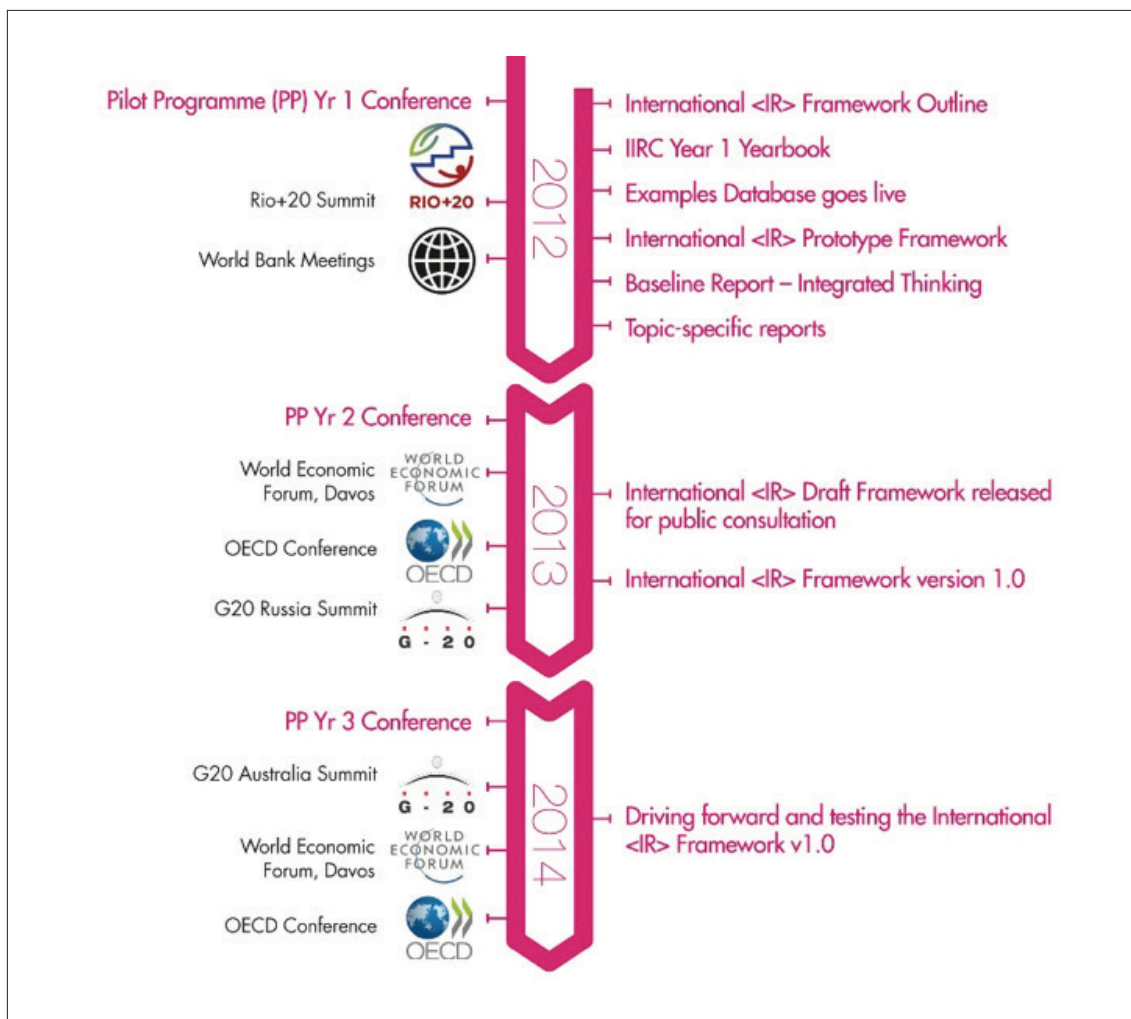 Pilot Programme (PP) Yr 1 Conference
RIO+20
Rio+20 Summit
World Bank Meetings
2012
International <IR> Framework Outline
IIRC Year 1 Yearbook
Examples Database goes live
International <IR> Prototype Framework
Baseline Report – Integrated Thinking
Topic-specific reports
PP Yr 2 Conference
World Economic
Forum, Davos
WORLD
ECONOMIC
FORUM
OECD Conference
OECD
G20 Russia Summit
G - 2 0
2013
International <IR> Draft Framework released
for public consultation
International <IR> Framework version 1.0
PP Yr 3 Conference
G20 Australia Summit
G - 2 0
World Economic
Forum, Davos
WORLD
ECONOMIC
FORUM
OECD Conference
OECD
2014
Driving forward and testing the International
<IR> Framework v1.0